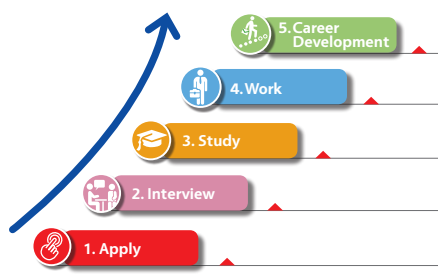 5. Career
Development
4. Work
3. Study
2. Interview
1. Apply